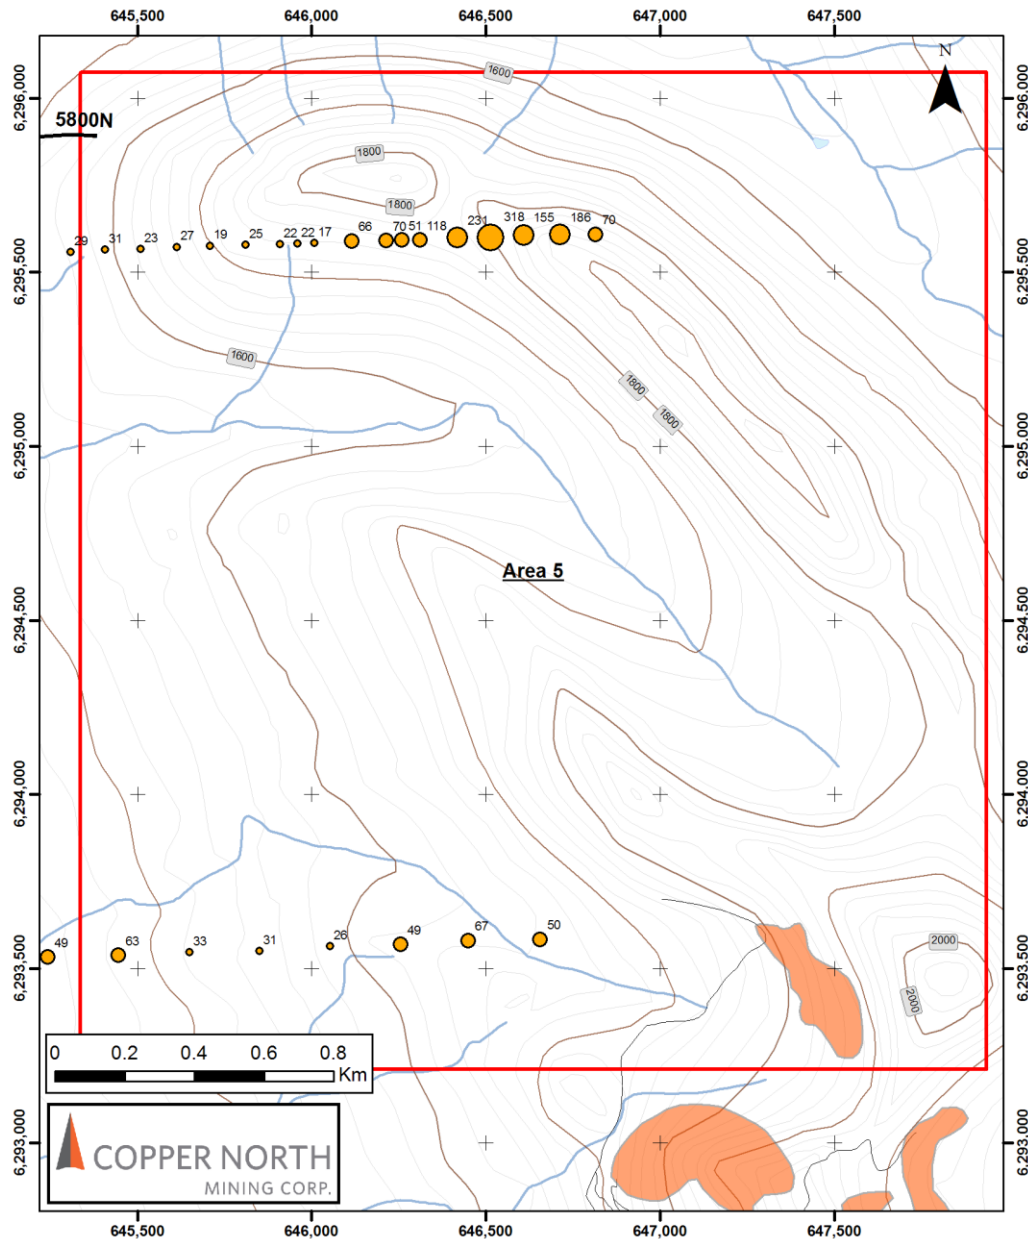 645,500 646,000 646,500 647,000 647,500
6,296,000 6,296,000
N
1600
5800N
1800
1800
29 31 23 27 19 25 22 22 17 66 70 51 118 231 318 155 186 70
6,295,500 6,295,500
1600
1800
1800
6,295,000 6,295,000
Area 5
6,294,500 6,294,500
6,294,000 6,294,000
49 63 33 31 26 49 67 50
2000
6,293,500 6,293,500
2000
0 0.2 0.4 0.6 0.8
Km
6,293,000 6,293,000
COPPER NORTH
MINING CORP.
645,500 646,000 646,500 647,000 647,500